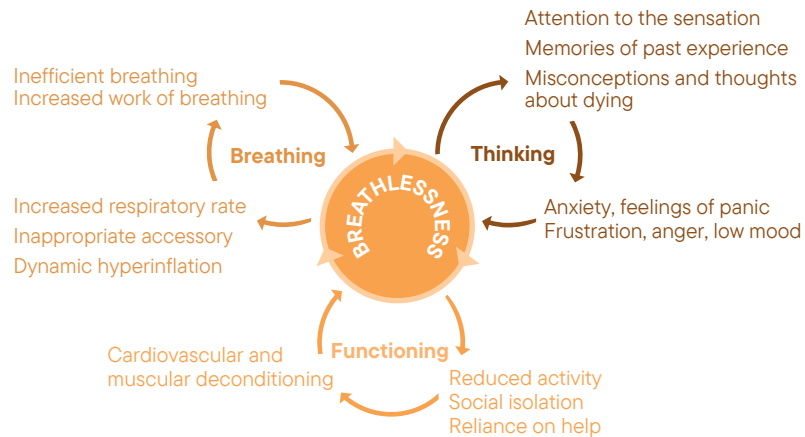 Attention to the sensation
Memories of past experience
Misconceptions and thoughts
about dying
Inefficient breathing
Increased work of breathing
Breathing
Thinking
BREATHLESSNESS
Increased respiratory rate
Inappropriate accessory
Dynamic hyperinflation
Anxiety, feelings of panic
Frustration, anger, low mood
Functioning
Cardiovascular and
muscular deconditioning
Reduced activity
Social isolation
Reliance on help